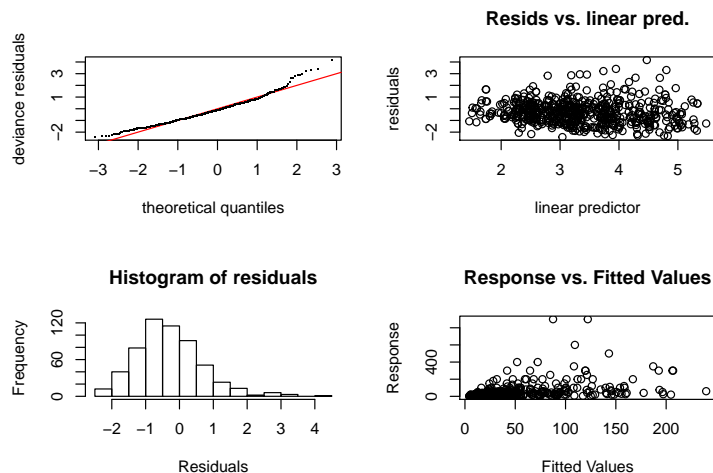 deviance residuals
3
1
−2
−3 −2 −1 0 1 2 3
theoretical quantiles
Resids vs. linear pred.
residuals
3
1
−2
2 3 4 5
linear predictor
Histogram of residuals
Frequency
120
60
0
−2 −1 0 1 2 3 4
Residuals
Response vs. Fitted Values
Response
400
0
0 50 100 150 200
Fitted Values